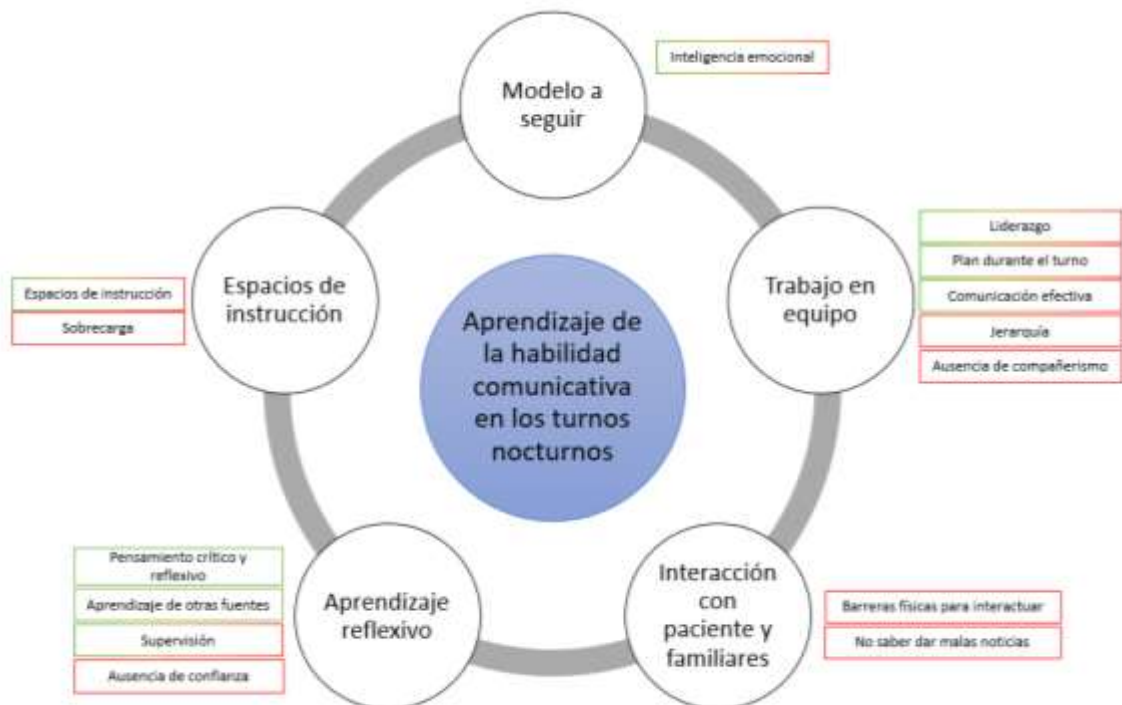 Inteligencia emocional
Modelo a
seguir
Liderazgo
Plan durante el turno
Comunicación efectiva
Jerarquía
Ausencia de compañerismo
Trabajo en
equipo
Espacios de
instrucción
Espacios de instrucción
Sobrecarga
Aprendizaje de
la habilidad
comunicativa
en los turnos
nocturnos
Pensamiento crítico y
reflexivo
Aprendizaje de otras fuentes
Supervisión
Ausencia de confianza
Aprendizaje
reflexivo
Interacción
con
paciente y
familiares
Barreras físicas para interactuar
No saber dar malas noticias